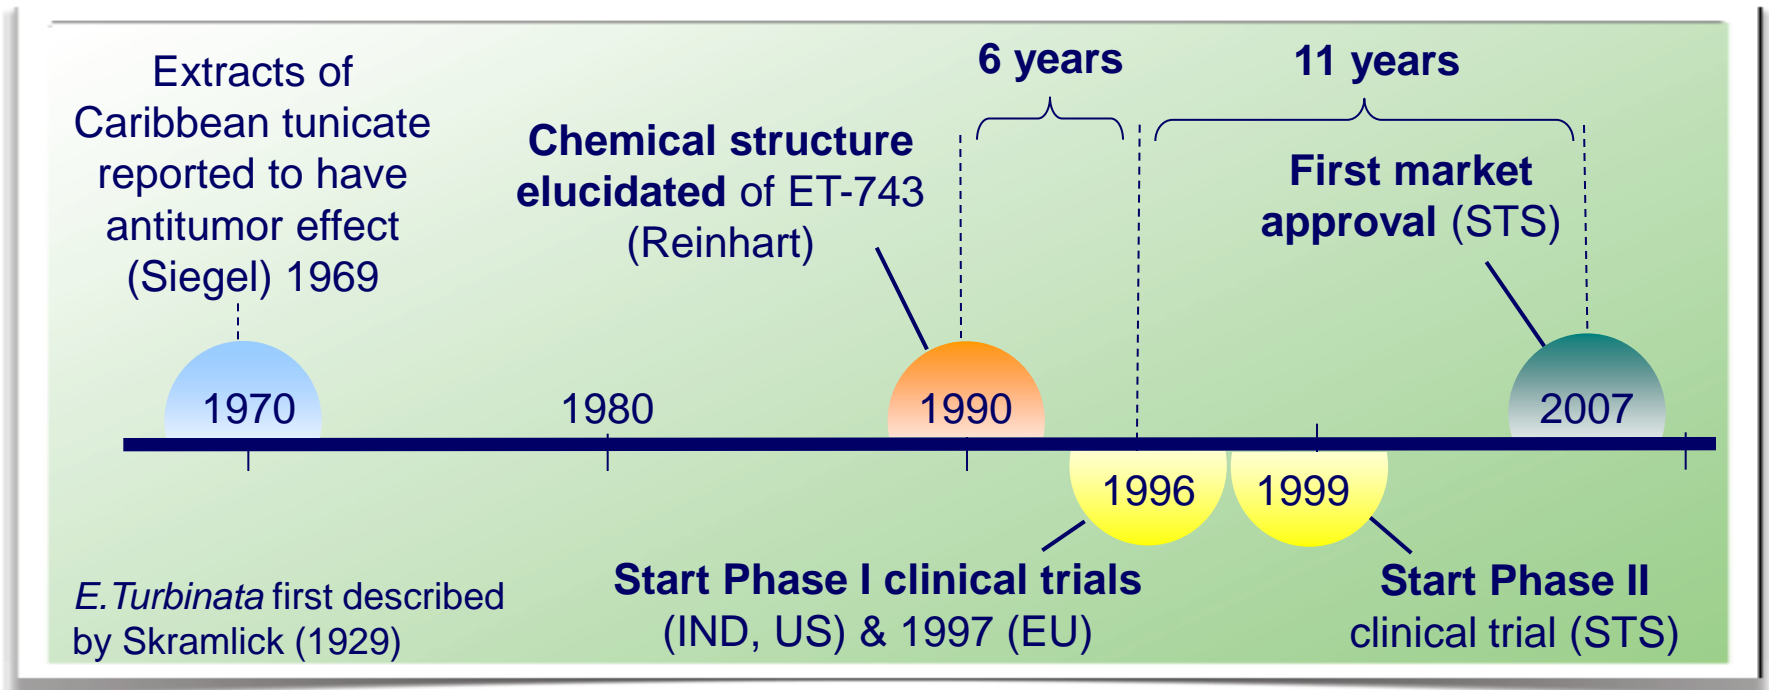 Extracts of
Caribbean tunicate
reported to have
antitumor effect
(Siegel) 1969
Chemical structure
elucidated of ET-743
(Reinhart)
6 years
11 years
First market
approval (STS)
1970
1980
1990
2007
1996
1999
E.Turbinata first described
by Skramlick (1929)
Start Phase I clinical trials
(IND, US) & 1997 (EU)
Start Phase II
clinical trial (STS)